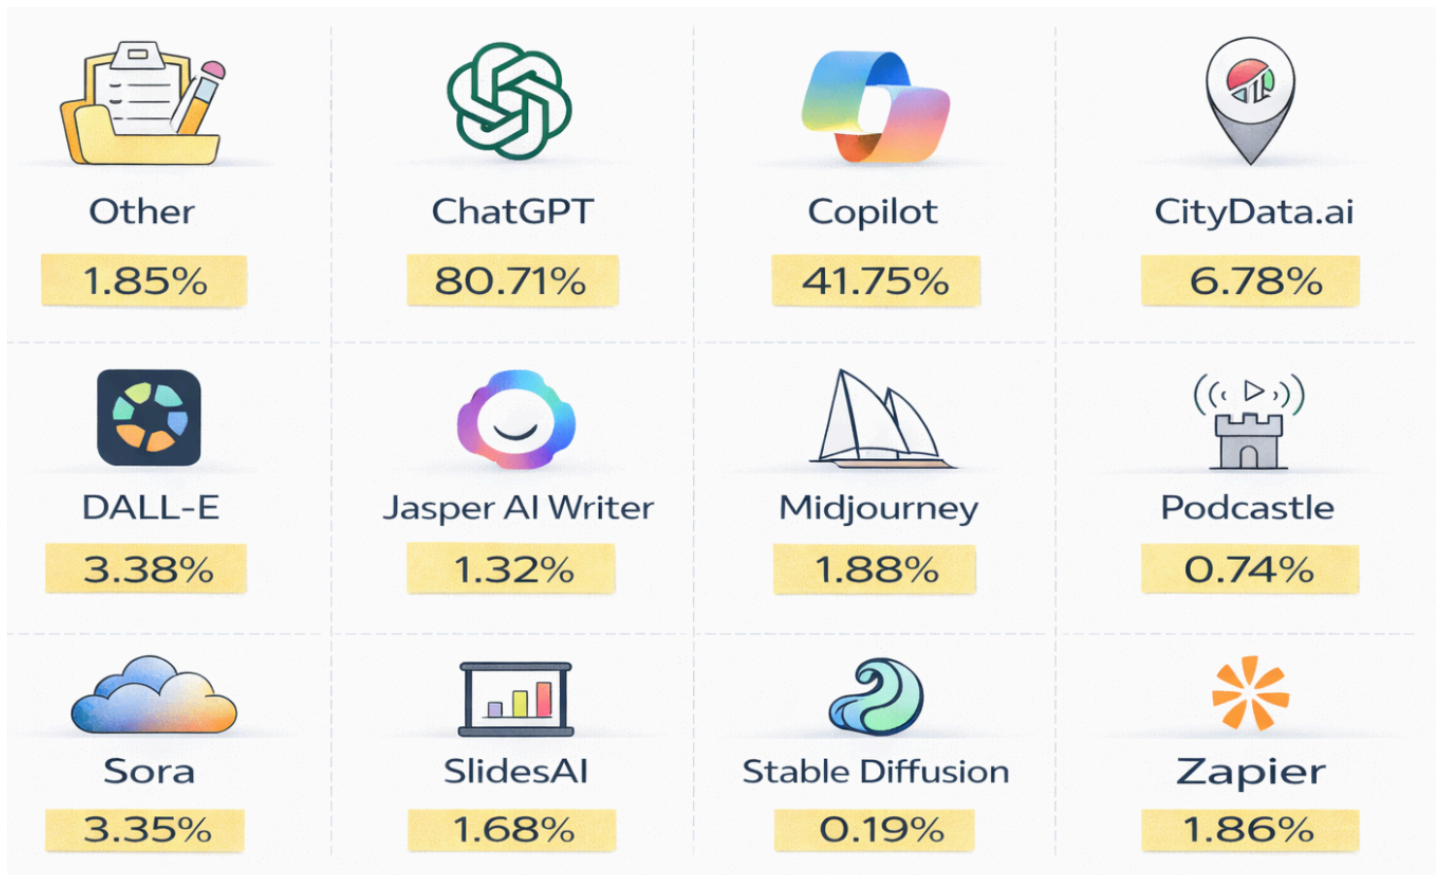 Other
1.85%
ChatGPT
80.71%
Copilot
41.75%
CityData.ai
6.78%
DALL-E
3.38%
Jasper AI Writer
1.32%
Midjourney
1.88%
Podcastle
0.74%
Sora
3.35%
SlidesAI
1.68%
Stable Diffusion
0.19%
Zapier
1.86%